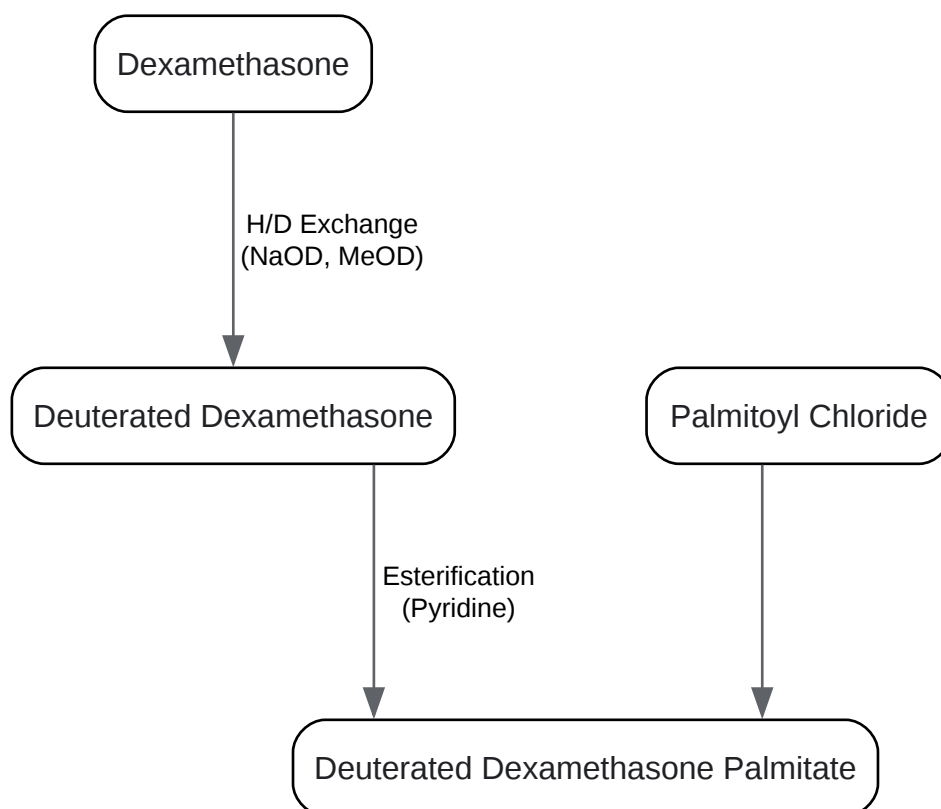 Dexamethasone
H/D Exchange
(NaOD, MeOD)
Deuterated Dexamethasone
Palmitoyl Chloride
Esterification
(Pyridine)
Deuterated Dexamethasone Palmitate